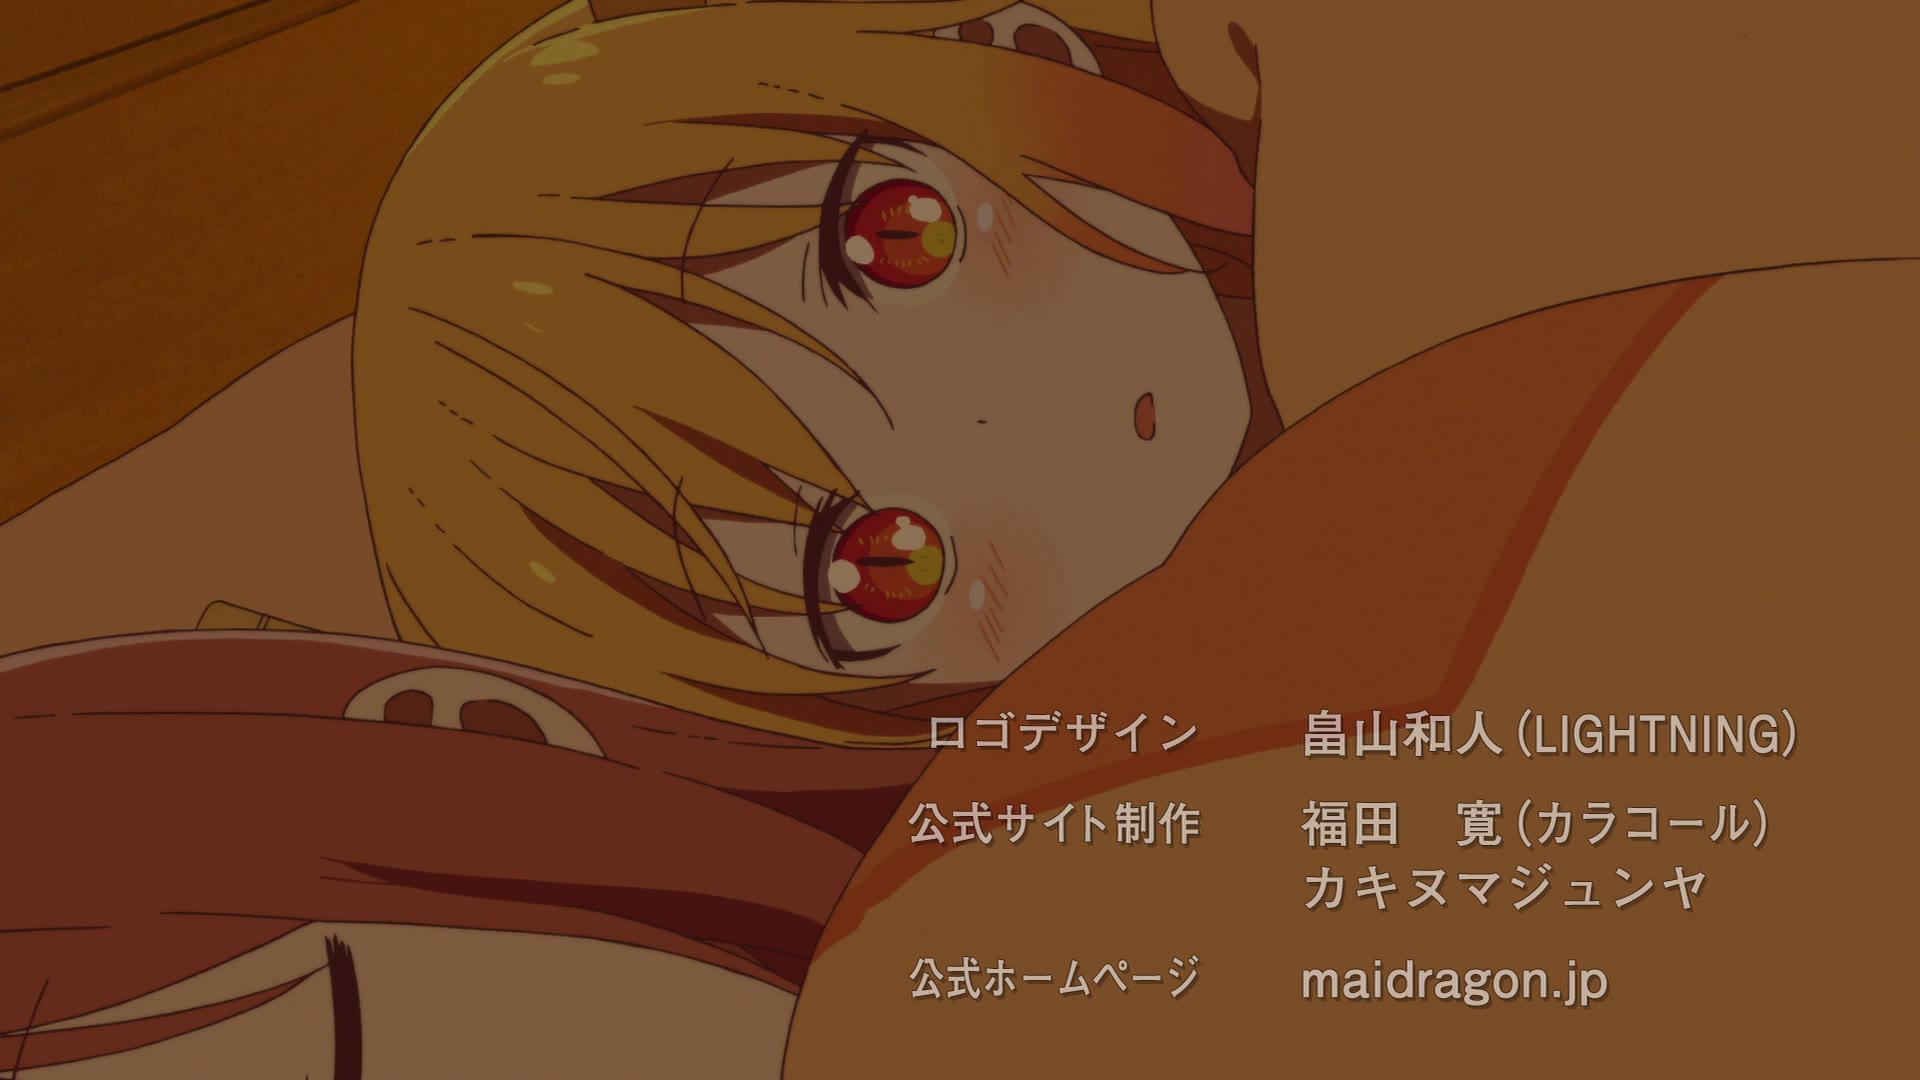 ロゴデザイン　畠山和人(LIGHTNING)
公式サイト制作　福田　寛(カラコール)
カキヌマジュンヤ
公式ホームページ　maidragon.jp